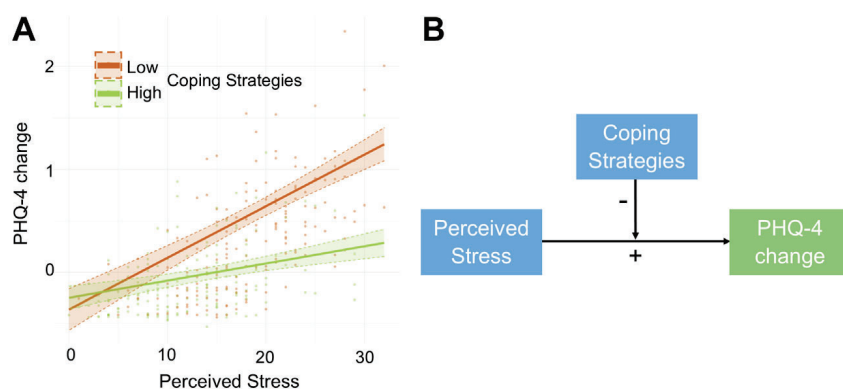 A
B
2
1
0
PHQ-4 change
Low
High
Coping Strategies
0
10
20
30
Perceived Stress
Coping
Strategies
-
Perceived
Stress
+
PHQ-4
change